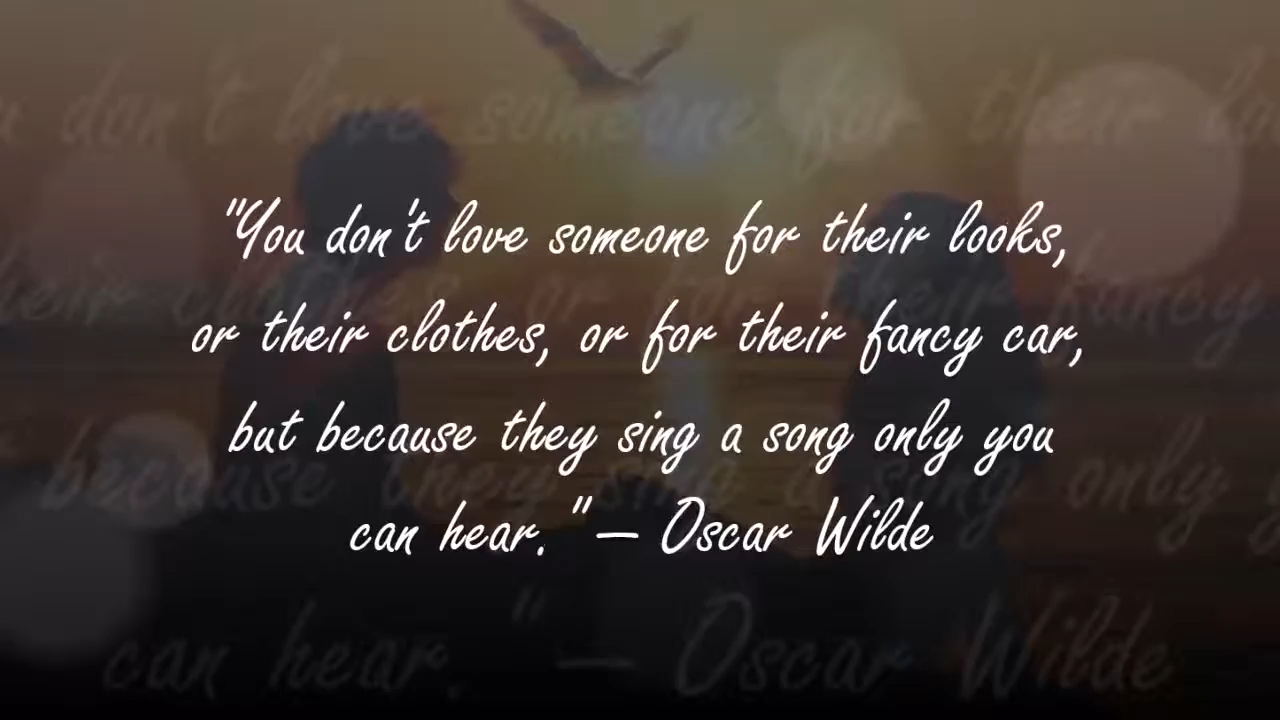 "You don't love someone for their looks,
or their clothes, or for their fancy car,
but because they sing a song only you
can hear." — Oscar Wilde